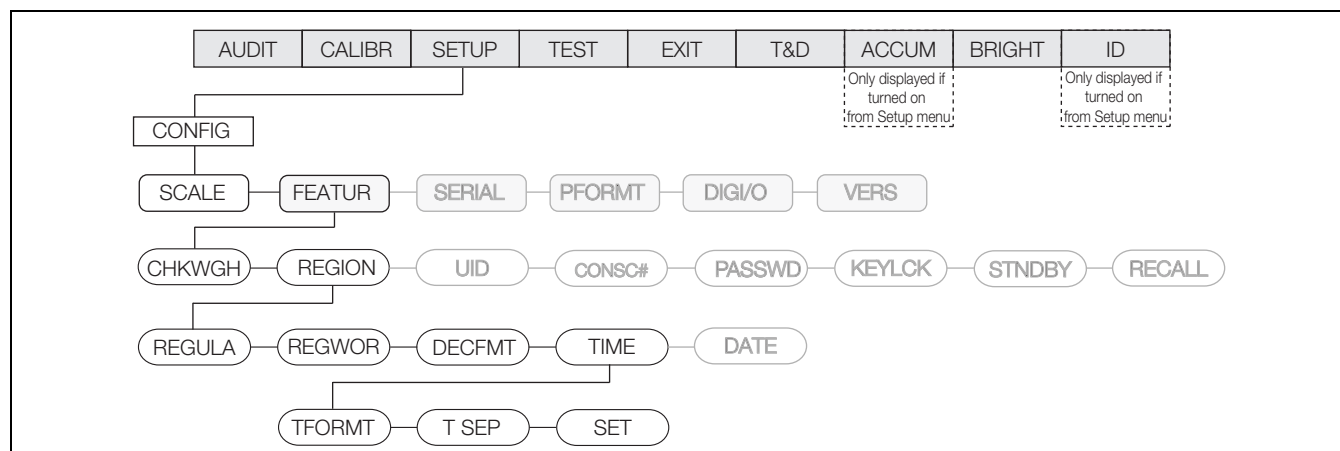 AUDIT CALIBR SETUP TEST EXIT T&D ACCUM BRIGHT ID
Only displayed if turned on from Setup menu
Only displayed if turned on from Setup menu
CONFIG
SCALE FEATUR SERIAL PFORMT DIGI/O VERS
CHKWGH REGION UID CONSC# PASSWD KEYLCK STNDBY RECALL
REGULA REGWOR DECFMT TIME DATE
TFORMT T SEP SET